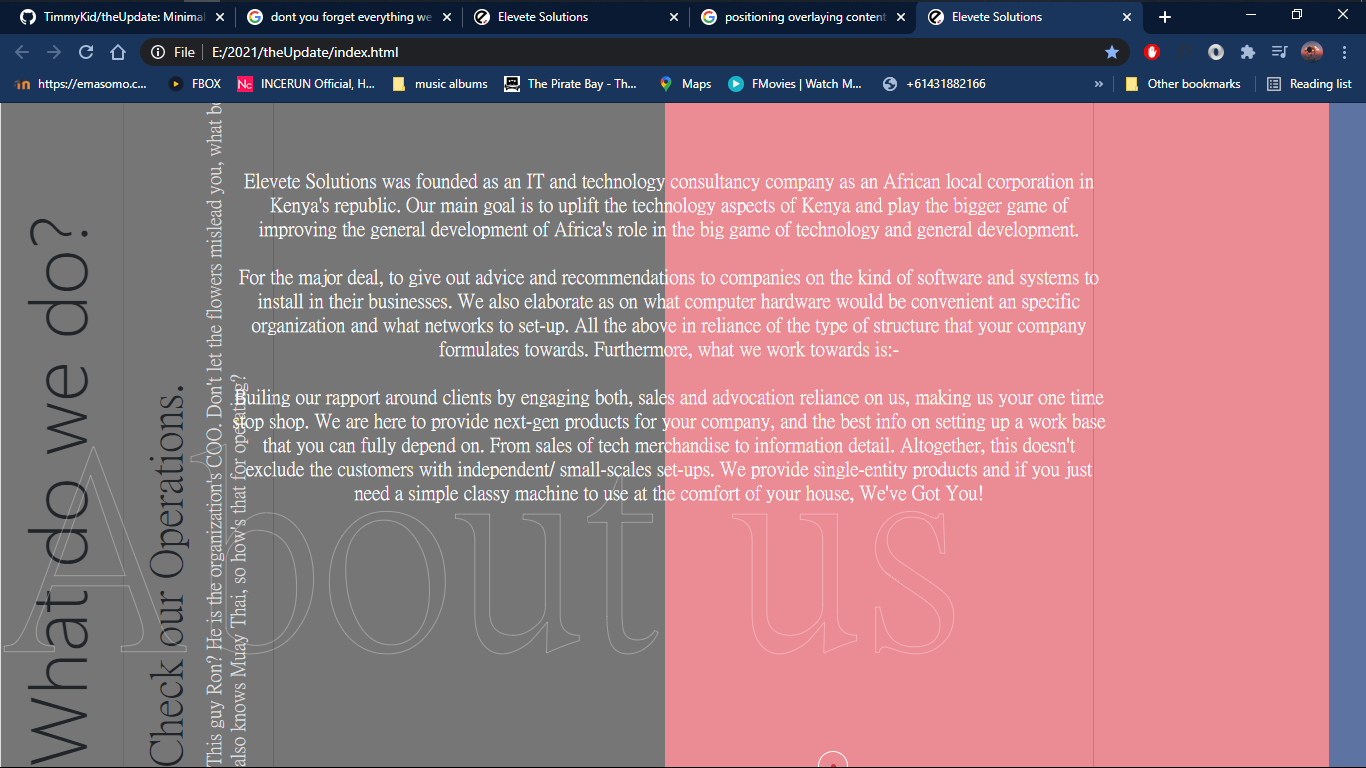 TimmyKid/theUpdate: Minimal
dont you forget everything we
Elevete Solutions
positioning overlaying content
Elevete Solutions
File
E:/2021/theUpdate/index.html
https://emasomo.c...
FBOX
INCERUN Official, H...
music albums
The Pirate Bay - Th...
Maps
FMovies | Watch M...
+61431882166
»
Other bookmarks
Reading list
What do we do?
Check our Operations.
This guy Ron? He is the organization's COO. Don't let the flowers mislead you, what
also knows Muay Thai, so how's that for operating?
Elevete Solutions was founded as an IT and technology consultancy company as an African local corporation in
Kenya's republic. Our main goal is to uplift the technology aspects of Kenya and play the bigger game of
improving the general development of Africa's role in the big game of technology and general development.
For the major deal, to give out advice and recommendations to companies on the kind of software and systems to
install in their businesses. We also elaborate as on what computer hardware would be convenient an specific
organization and what networks to set-up. All the above in reliance of the type of structure that your company
formulates towards. Furthermore, what we work towards is:-
Builing our rapport around clients by engaging both, sales and advocation reliance on us, making us your one time
stop shop. We are here to provide next-gen products for your company, and the best info on setting up a work base
that you can fully depend on. From sales of tech merchandise to information detail. Altogether, this doesn't
exclude the customers with independent/ small-scales set-ups. We provide single-entity products and if you just
need a simple classy machine to use at the comfort of your house, We've Got You!
About us